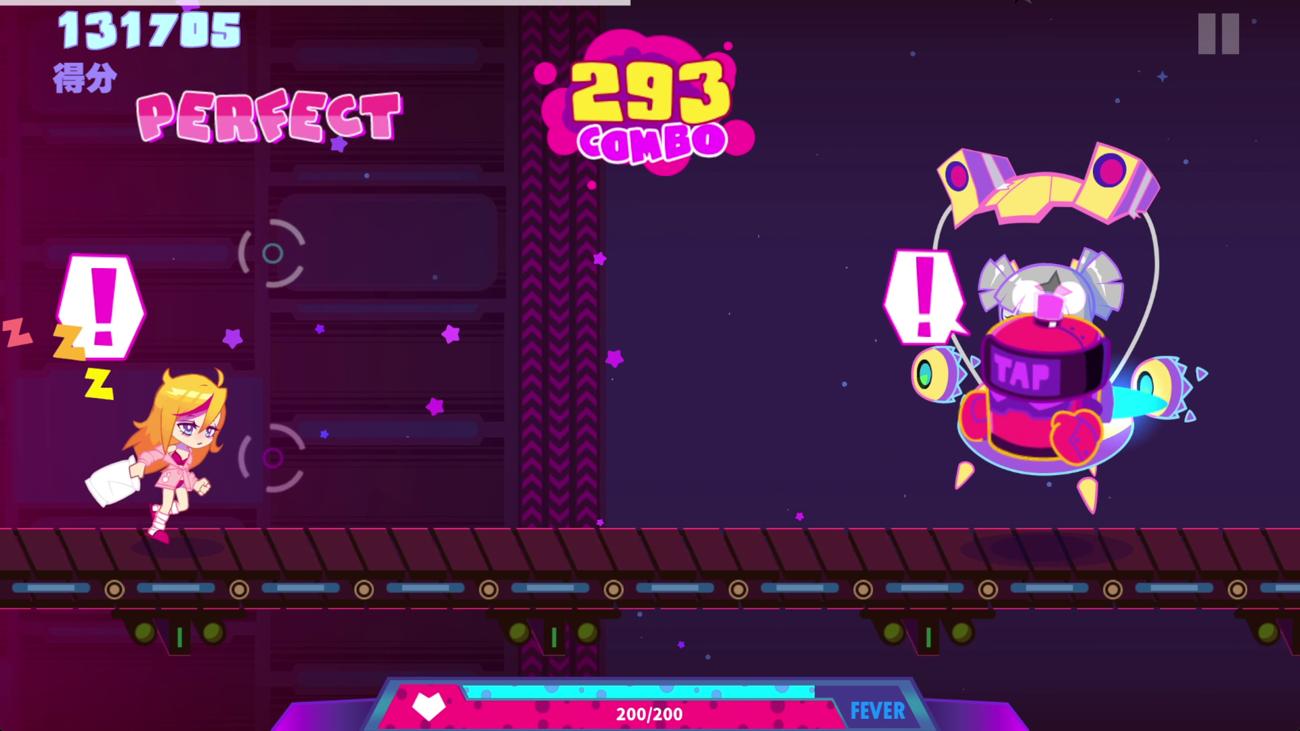 131705
得分
PERFECT
293
COMBO
!
!
Z
Z
Z
TAP
200/200
FEVER